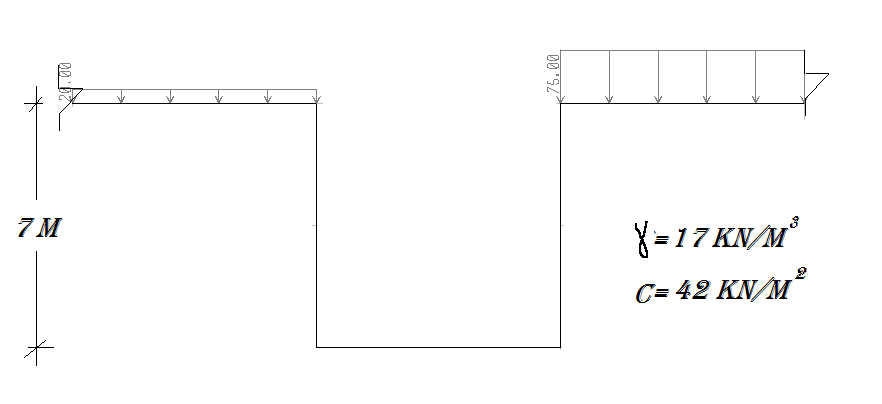 20.00
75.00
7 M
γ = 17 KN/M³
C = 42 KN/M²